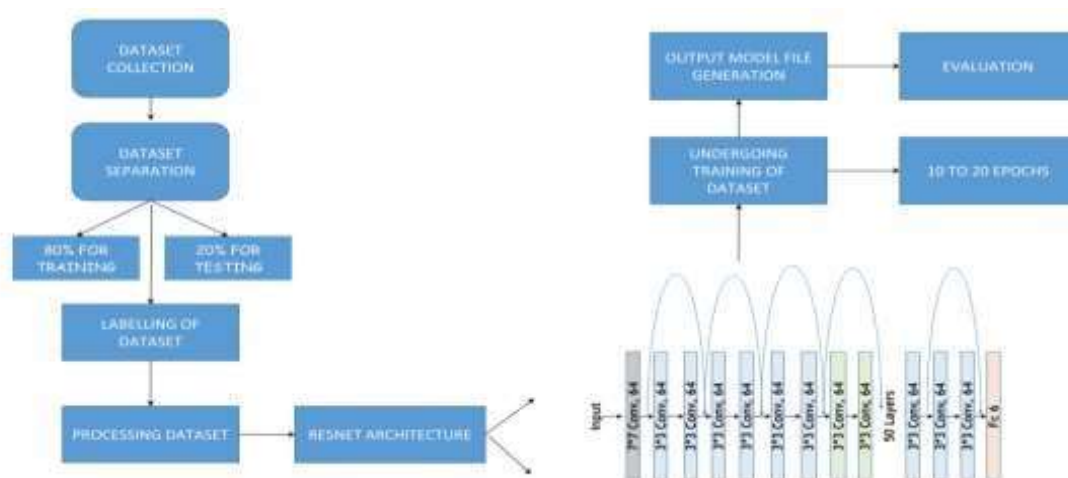 DATASET
COLLECTION
DATASET
SEPARATION
80% FOR
TRAINING
20% FOR
TESTING
LABELLING OF
DATASET
PROCESSING DATASET
RESNET ARCHITECTURE
OUTPUT MODEL FILE
GENERATION
EVALUATION
UNDERGOING
TRAINING OF
DATASET
10 TO 20 EPOCHS
Input
7*7 Conv, 64
3*3 Conv, 64
3*3 Conv, 64
3*3 Conv, 64
3*3 Conv, 64
3*3 Conv, 64
3*3 Conv, 64
3*3 Conv, 64
3*3 Conv, 64
50 Layers
3*3 Conv, 64
3*3 Conv, 64
3*3 Conv, 64
Fc 6